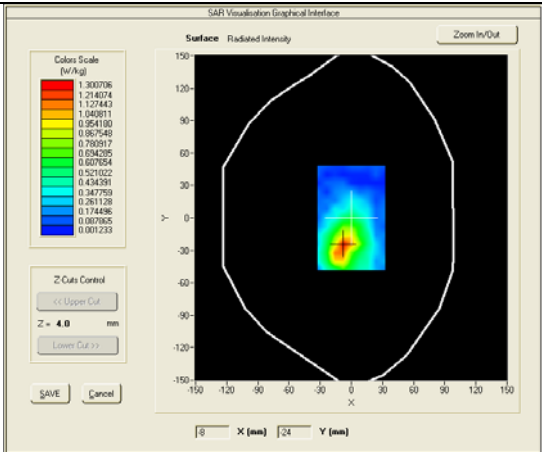 SAR Visualisation Graphical Interface
Surface Radiated Intensity
Zoom In/Out
Colors Scale
(W/kg)
1.300706
1.214074
1.127443
1.040811
0.954180
0.867548
0.780917
0.694285
0.607654
0.521022
0.434391
0.347759
0.261128
0.174496
0.087865
0.001233
150
120
90
60
30
0
-30
-60
-90
-120
-150
Y
-150 -120 -90 -60 -30 0 30 60 90 120 150
X
Z-Cuts Control
<< Upper Cut
Z = 4.0 mm
Lower Cut >>
SAVE Cancel
-8 X (mm) -24 Y (mm)